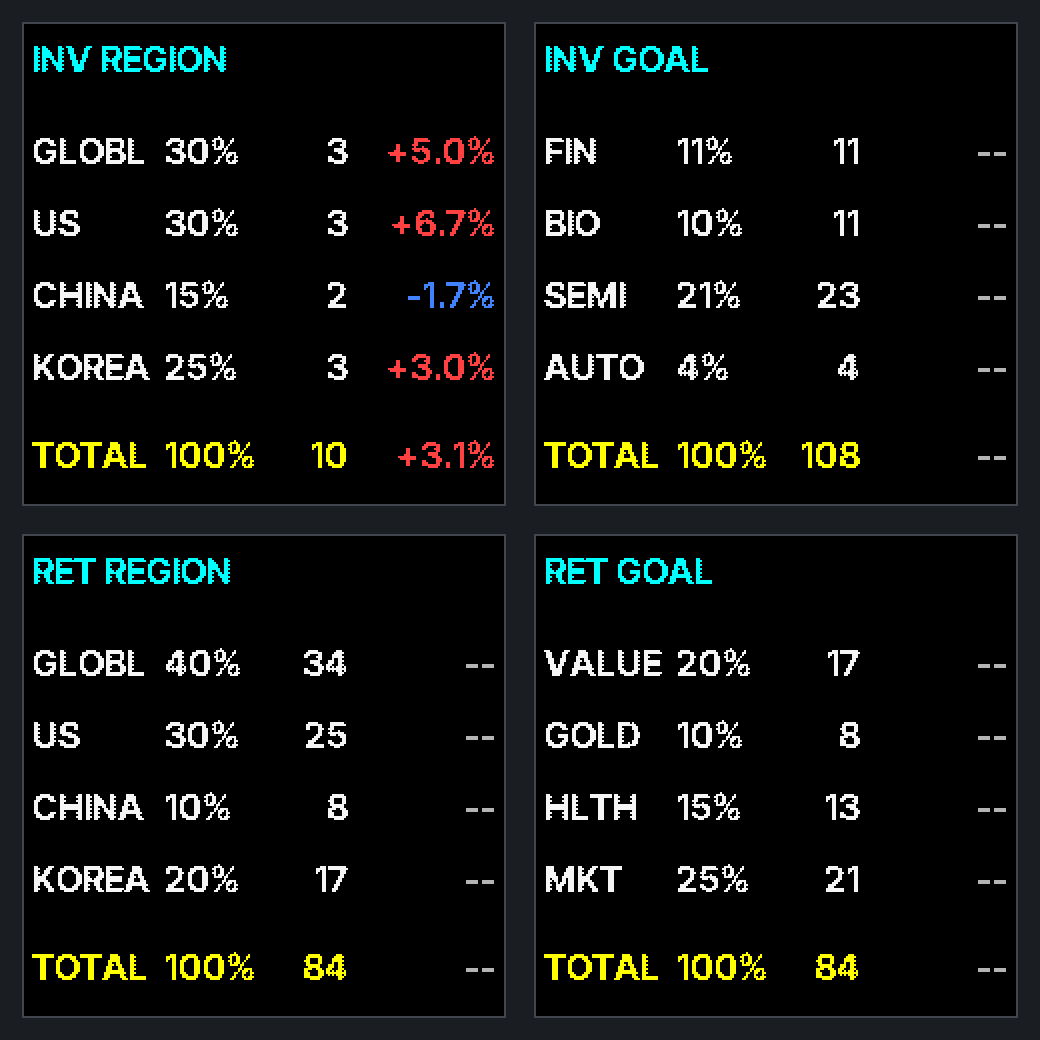 INV REGION
GLOBL 30% 3 +5.0%
US 30% 3 +6.7%
CHINA 15% 2 -1.7%
KOREA 25% 3 +3.0%
TOTAL 100% 10 +3.1%
INV GOAL
FIN 11% 11 --
BIO 10% 11 --
SEMI 21% 23 --
AUTO 4% 4 --
TOTAL 100% 108 --
RET REGION
GLOBL 40% 34 --
US 30% 25 --
CHINA 10% 8 --
KOREA 20% 17 --
TOTAL 100% 84 --
RET GOAL
VALUE 20% 17 --
GOLD 10% 8 --
HLTH 15% 13 --
MKT 25% 21 --
TOTAL 100% 84 --